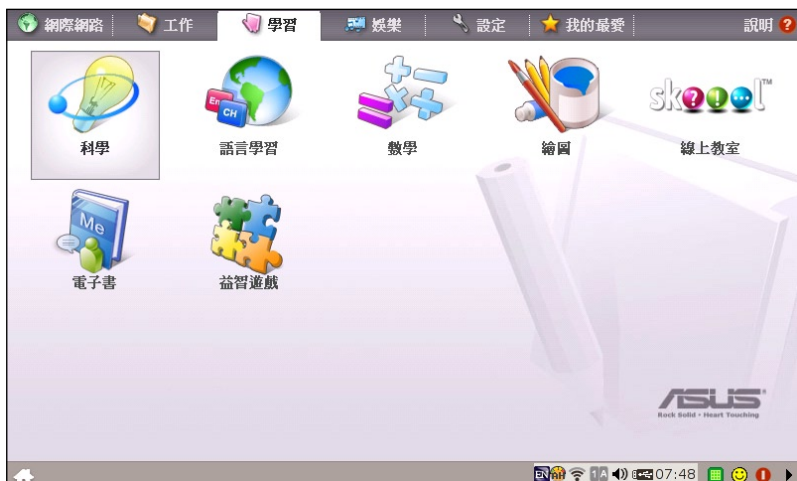 網際網路 工作 學習 娛樂 設定 我的最愛 說明 ?
En
CH
skoool™
科學 語言學習 數學 繪圖 線上教室
Me
電子書 益智遊戲
ASUS
Rock Solid • Heart Touching
EN 1 A 07:48